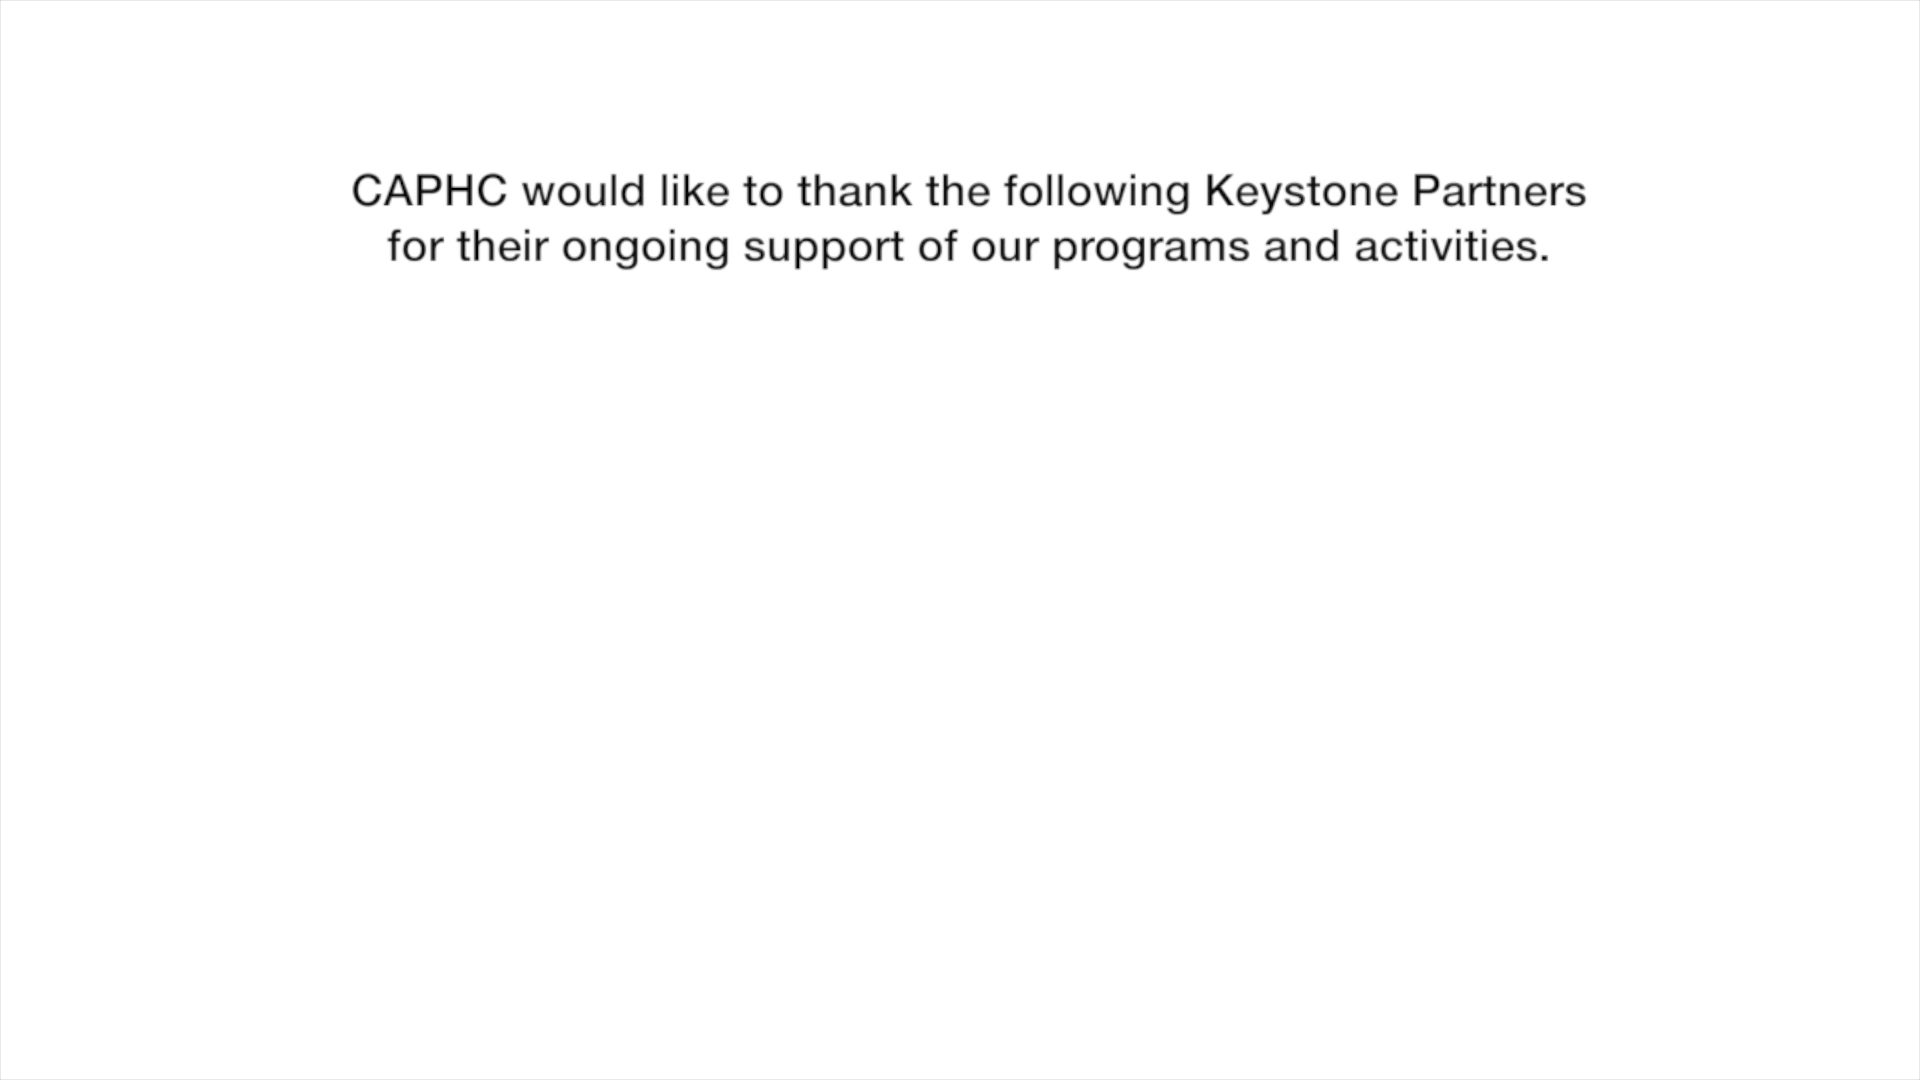 CAPHC would like to thank the following Keystone Partners
for their ongoing support of our programs and activities.